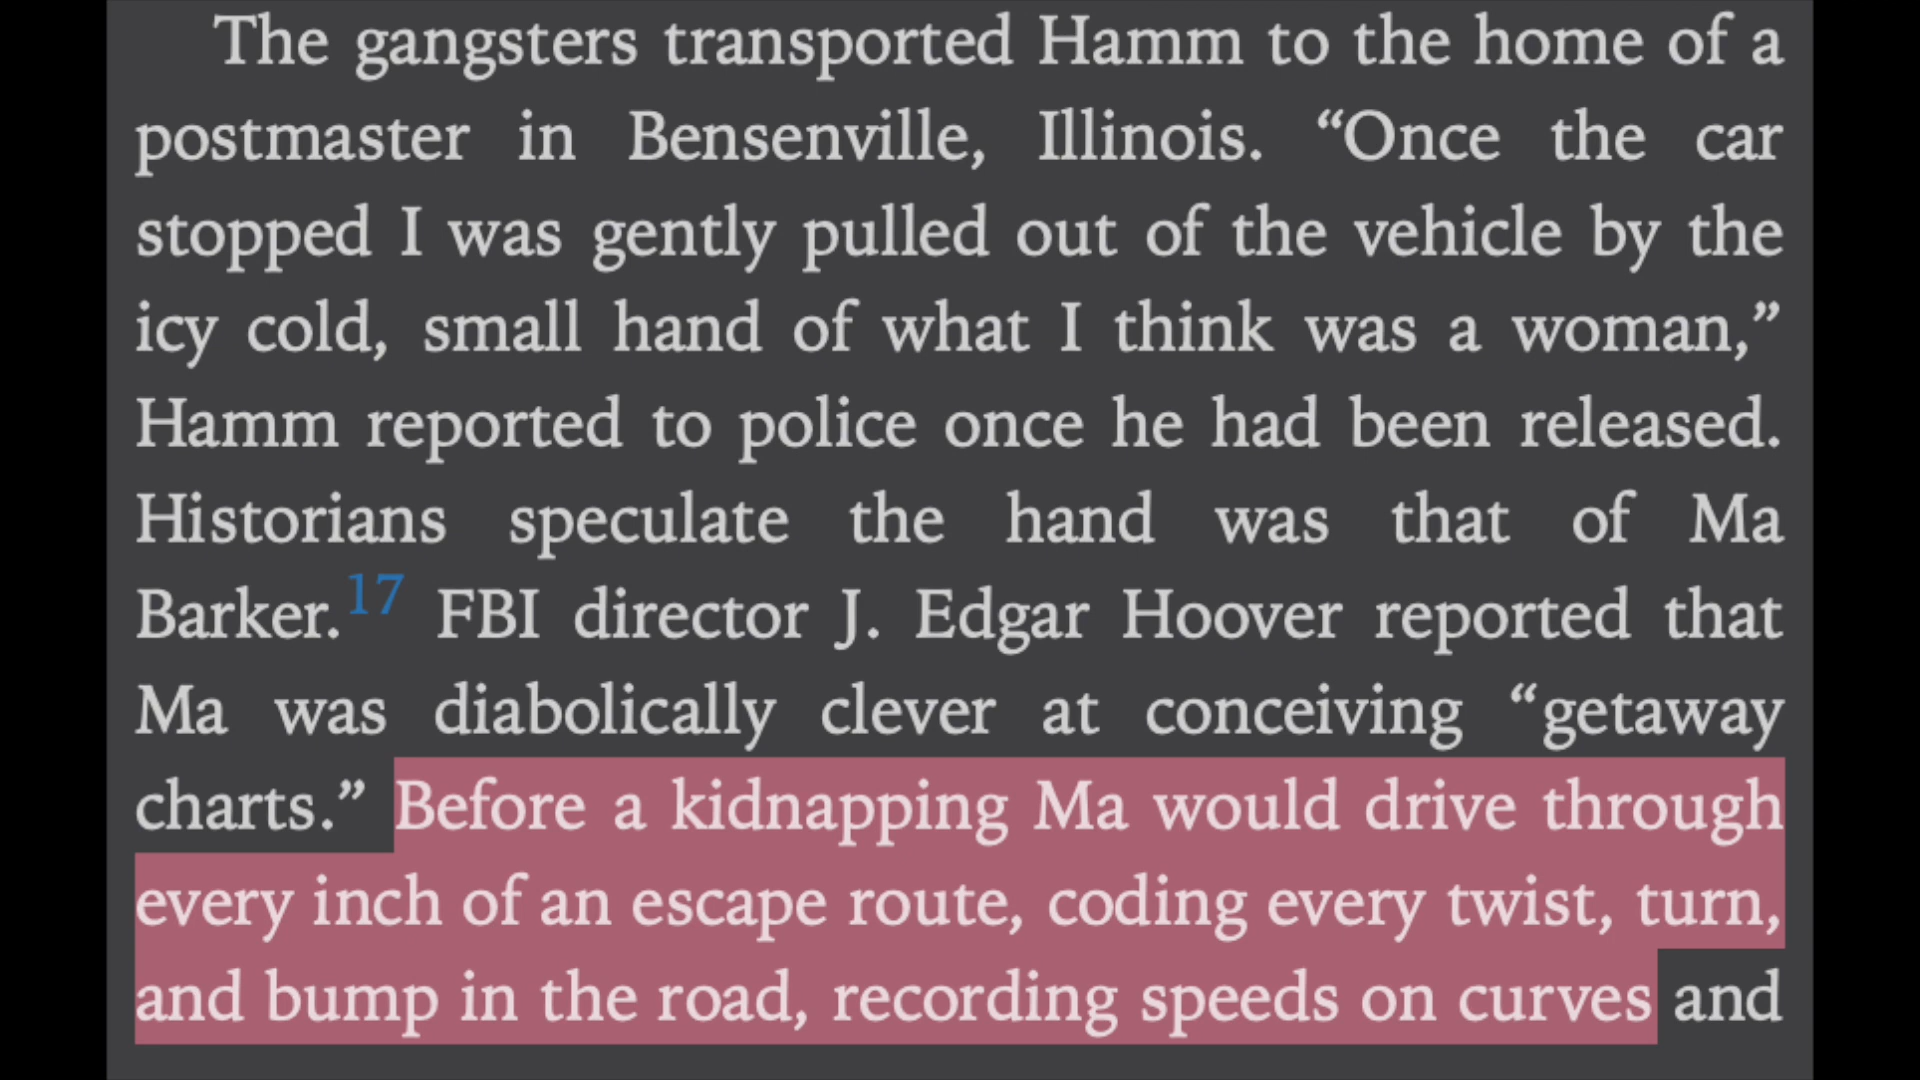 The gangsters transported Hamm to the home of a
postmaster in Bensenville, Illinois. “Once the car
stopped I was gently pulled out of the vehicle by the
icy cold, small hand of what I think was a woman,”
Hamm reported to police once he had been released.
Historians speculate the hand was that of Ma
Barker.17 FBI director J. Edgar Hoover reported that
Ma was diabolically clever at conceiving “getaway
charts.” Before a kidnapping Ma would drive through
every inch of an escape route, coding every twist, turn,
and bump in the road, recording speeds on curves and